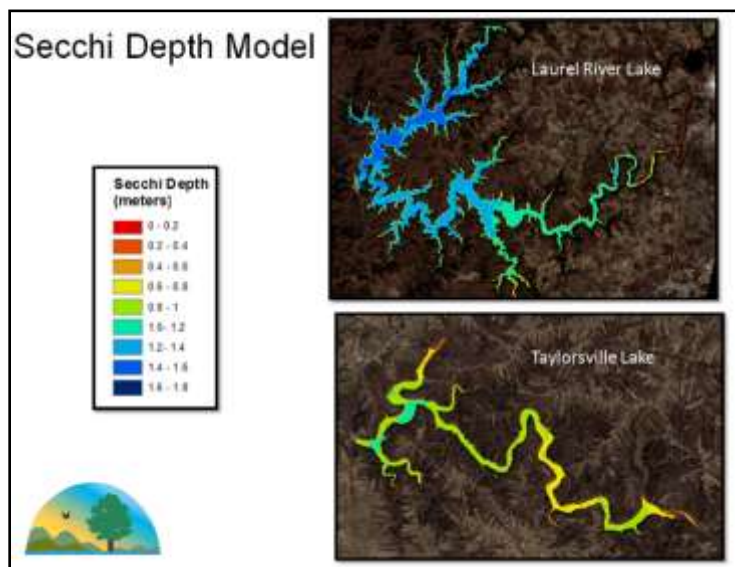 Secchi Depth Model
Laurel River Lake
Secchi Depth
(meters)
0 - 0.2
0.2 - 0.4
0.4 - 0.6
0.6 - 0.8
0.8 - 1
1.0 - 1.2
1.2 - 1.4
1.4 - 1.6
1.6 - 1.8
Taylorsville Lake